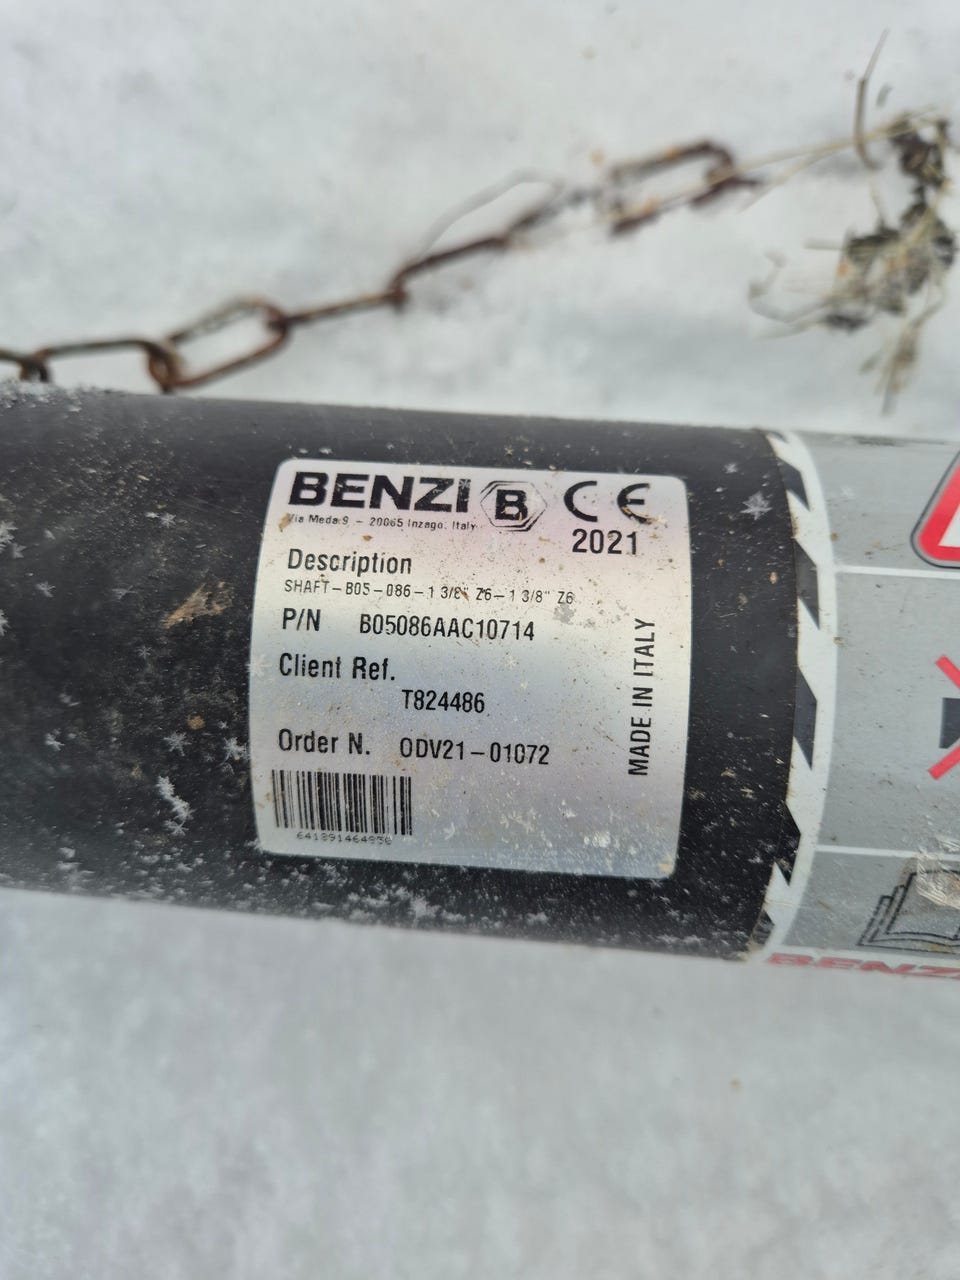 BENZI B CE
Via Meda 9 - 20065 Inzago. Italy
2021
Description
SHAFT-B05-086-1 3/8" Z6-1 3/8" Z6
P/N B05086AAC10714
Client Ref.
T824486
MADE IN ITALY
Order N. ODV21-01072
BENZI